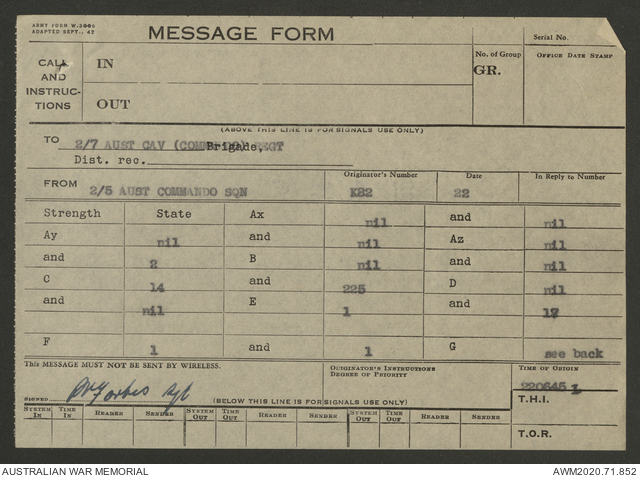 ARMY FORM W.3006
ADAPTED SEPT., 42
MESSAGE FORM
Serial No.
CALL AND INSTRUC- TIONS
IN
OUT
No. of Group
GR.
OFFICE DATE STAMP
(ABOVE THIS LINE IS FOR SIGNALS USE ONLY)
TO 2/7 AUST CAV (COMMANDO) REGT Brigade,
Dist. rec.
FROM 2/5 AUST COMMANDO SQN
Originator's Number K82
Date 22
In Reply to Number
Strength State Ax nil and nil
Ay nil and nil Az nil
and 2 B nil and nil
C 14 and 225 D nil
and nil E 1 and 17
F 1 and 1 G see back
This MESSAGE MUST NOT BE SENT BY WIRELESS.
ORIGINATOR'S INSTRUCTIONS
DEGREE OF PRIORITY
TIME OF ORIGIN
220645
SIGNED Forbes Sgt
(BELOW THIS LINE IS FOR SIGNALS USE ONLY)
T.H.I.
SYSTEM IN TIME IN READER SENDER SYSTEM OUT TIME OUT READER SENDER SYSTEM OUT TIME OUT READER SENDER
T.O.R.
AUSTRALIAN WAR MEMORIAL
AWM2020.71.852